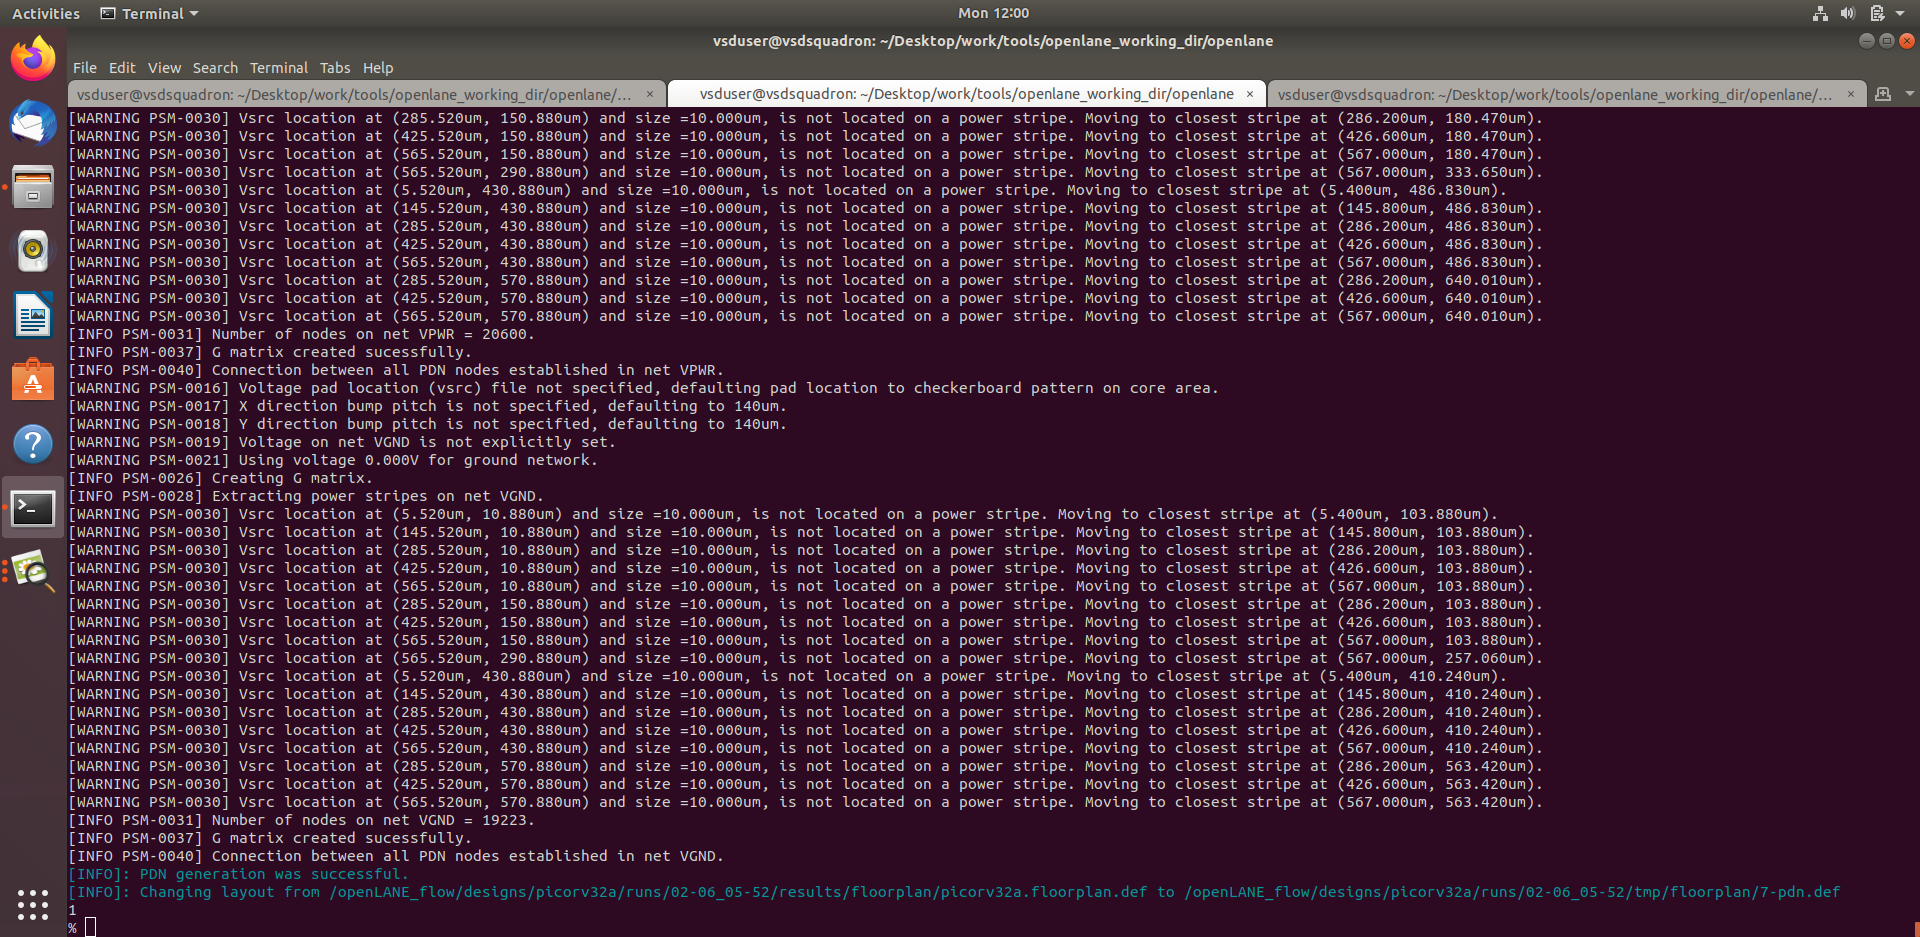 Activities
Terminal
Mon 12:00
vsduser@vsdsquadron: ~/Desktop/work/tools/openlane_working_dir/openlane
File Edit View Search Terminal Tabs Help
vsduser@vsdsquadron: ~/Desktop/work/tools/openlane_working_dir/openlane/... ×
vsduser@vsdsquadron: ~/Desktop/work/tools/openlane_working_dir/openlane ×
vsduser@vsdsquadron: ~/Desktop/work/tools/openlane_working_dir/openlane/... ×
[WARNING PSM-0030] Vsrc location at (285.520um, 150.880um) and size =10.000um, is not located on a power stripe. Moving to closest stripe at (286.200um, 180.470um).
[WARNING PSM-0030] Vsrc location at (425.520um, 150.880um) and size =10.000um, is not located on a power stripe. Moving to closest stripe at (426.600um, 180.470um).
[WARNING PSM-0030] Vsrc location at (565.520um, 150.880um) and size =10.000um, is not located on a power stripe. Moving to closest stripe at (567.000um, 180.470um).
[WARNING PSM-0030] Vsrc location at (565.520um, 290.880um) and size =10.000um, is not located on a power stripe. Moving to closest stripe at (567.000um, 333.650um).
[WARNING PSM-0030] Vsrc location at (5.520um, 430.880um) and size =10.000um, is not located on a power stripe. Moving to closest stripe at (5.400um, 486.830um).
[WARNING PSM-0030] Vsrc location at (145.520um, 430.880um) and size =10.000um, is not located on a power stripe. Moving to closest stripe at (145.800um, 486.830um).
[WARNING PSM-0030] Vsrc location at (285.520um, 430.880um) and size =10.000um, is not located on a power stripe. Moving to closest stripe at (286.200um, 486.830um).
[WARNING PSM-0030] Vsrc location at (425.520um, 430.880um) and size =10.000um, is not located on a power stripe. Moving to closest stripe at (426.600um, 486.830um).
[WARNING PSM-0030] Vsrc location at (565.520um, 430.880um) and size =10.000um, is not located on a power stripe. Moving to closest stripe at (567.000um, 486.830um).
[WARNING PSM-0030] Vsrc location at (285.520um, 570.880um) and size =10.000um, is not located on a power stripe. Moving to closest stripe at (286.200um, 640.010um).
[WARNING PSM-0030] Vsrc location at (425.520um, 570.880um) and size =10.000um, is not located on a power stripe. Moving to closest stripe at (426.600um, 640.010um).
[WARNING PSM-0030] Vsrc location at (565.520um, 570.880um) and size =10.000um, is not located on a power stripe. Moving to closest stripe at (567.000um, 640.010um).
[INFO PSM-0031] Number of nodes on net VPWR = 20600.
[INFO PSM-0037] G matrix created sucessfully.
[INFO PSM-0040] Connection between all PDN nodes established in net VPWR.
[WARNING PSM-0016] Voltage pad location (vsrc) file not specified, defaulting pad location to checkerboard pattern on core area.
[WARNING PSM-0017] X direction bump pitch is not specified, defaulting to 140um.
[WARNING PSM-0018] Y direction bump pitch is not specified, defaulting to 140um.
[WARNING PSM-0019] Voltage on net VGND is not explicitly set.
[WARNING PSM-0021] Using voltage 0.000V for ground network.
[INFO PSM-0026] Creating G matrix.
[INFO PSM-0028] Extracting power stripes on net VGND.
[WARNING PSM-0030] Vsrc location at (5.520um, 10.880um) and size =10.000um, is not located on a power stripe. Moving to closest stripe at (5.400um, 103.880um).
[WARNING PSM-0030] Vsrc location at (145.520um, 10.880um) and size =10.000um, is not located on a power stripe. Moving to closest stripe at (145.800um, 103.880um).
[WARNING PSM-0030] Vsrc location at (285.520um, 10.880um) and size =10.000um, is not located on a power stripe. Moving to closest stripe at (286.200um, 103.880um).
[WARNING PSM-0030] Vsrc location at (425.520um, 10.880um) and size =10.000um, is not located on a power stripe. Moving to closest stripe at (426.600um, 103.880um).
[WARNING PSM-0030] Vsrc location at (565.520um, 10.880um) and size =10.000um, is not located on a power stripe. Moving to closest stripe at (567.000um, 103.880um).
[WARNING PSM-0030] Vsrc location at (285.520um, 150.880um) and size =10.000um, is not located on a power stripe. Moving to closest stripe at (286.200um, 103.880um).
[WARNING PSM-0030] Vsrc location at (425.520um, 150.880um) and size =10.000um, is not located on a power stripe. Moving to closest stripe at (426.600um, 103.880um).
[WARNING PSM-0030] Vsrc location at (565.520um, 150.880um) and size =10.000um, is not located on a power stripe. Moving to closest stripe at (567.000um, 103.880um).
[WARNING PSM-0030] Vsrc location at (565.520um, 290.880um) and size =10.000um, is not located on a power stripe. Moving to closest stripe at (567.000um, 257.060um).
[WARNING PSM-0030] Vsrc location at (5.520um, 430.880um) and size =10.000um, is not located on a power stripe. Moving to closest stripe at (5.400um, 410.240um).
[WARNING PSM-0030] Vsrc location at (145.520um, 430.880um) and size =10.000um, is not located on a power stripe. Moving to closest stripe at (145.800um, 410.240um).
[WARNING PSM-0030] Vsrc location at (285.520um, 430.880um) and size =10.000um, is not located on a power stripe. Moving to closest stripe at (286.200um, 410.240um).
[WARNING PSM-0030] Vsrc location at (425.520um, 430.880um) and size =10.000um, is not located on a power stripe. Moving to closest stripe at (426.600um, 410.240um).
[WARNING PSM-0030] Vsrc location at (565.520um, 430.880um) and size =10.000um, is not located on a power stripe. Moving to closest stripe at (567.000um, 410.240um).
[WARNING PSM-0030] Vsrc location at (285.520um, 570.880um) and size =10.000um, is not located on a power stripe. Moving to closest stripe at (286.200um, 563.420um).
[WARNING PSM-0030] Vsrc location at (425.520um, 570.880um) and size =10.000um, is not located on a power stripe. Moving to closest stripe at (426.600um, 563.420um).
[WARNING PSM-0030] Vsrc location at (565.520um, 570.880um) and size =10.000um, is not located on a power stripe. Moving to closest stripe at (567.000um, 563.420um).
[INFO PSM-0031] Number of nodes on net VGND = 19223.
[INFO PSM-0037] G matrix created sucessfully.
[INFO PSM-0040] Connection between all PDN nodes established in net VGND.
[INFO]: PDN generation was successful.
[INFO]: Changing layout from /openLANE_flow/designs/picorv32a/runs/02-06_05-52/results/floorplan/picorv32a.floorplan.def to /openLANE_flow/designs/picorv32a/runs/02-06_05-52/tmp/floorplan/7-pdn.def
1
%